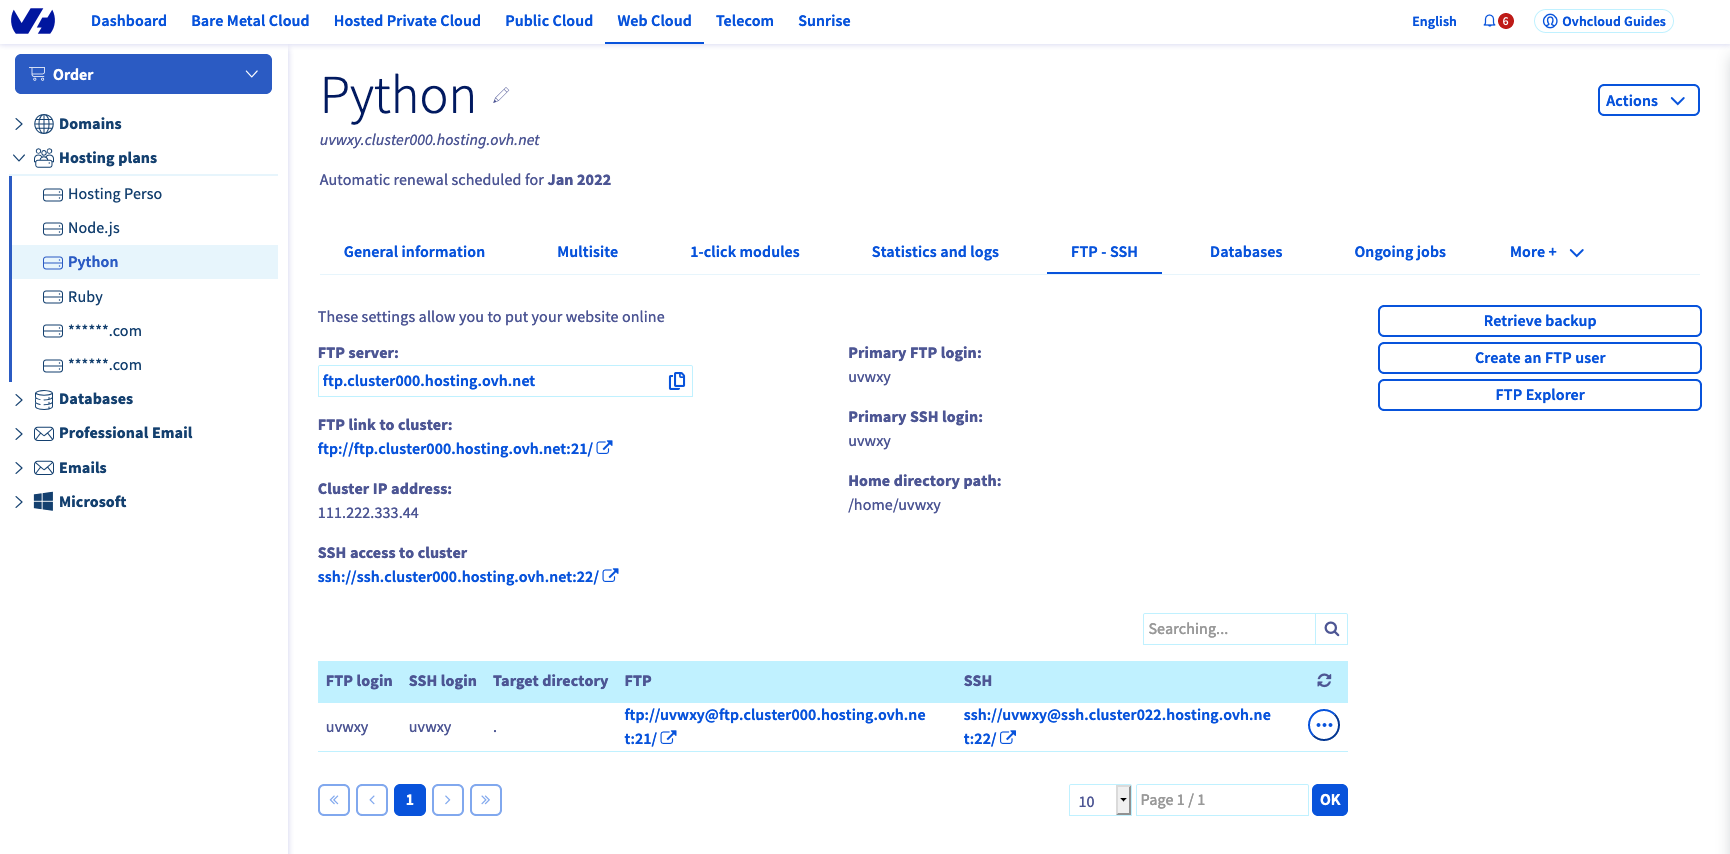 Dashboard Bare Metal Cloud Hosted Private Cloud Public Cloud Web Cloud Telecom Sunrise English 6 Ovhcloud Guides
Order
Domains
Hosting plans
Hosting Perso
Node.js
Python
Ruby
******.com
******.com
Databases
Professional Email
Emails
Microsoft
Python
Actions
uvwxy.cluster000.hosting.ovh.net
Automatic renewal scheduled for Jan 2022
General information Multisite 1-click modules Statistics and logs FTP - SSH Databases Ongoing jobs More +
These settings allow you to put your website online
FTP server:
ftp.cluster000.hosting.ovh.net
FTP link to cluster:
ftp://ftp.cluster000.hosting.ovh.net:21/
Cluster IP address:
111.222.333.44
SSH access to cluster
ssh://ssh.cluster000.hosting.ovh.net:22/
Primary FTP login:
uvwxy
Primary SSH login:
uvwxy
Home directory path:
/home/uvwxy
Retrieve backup
Create an FTP user
FTP Explorer
Searching...
FTP login SSH login Target directory FTP SSH
uvwxy uvwxy . ftp://uvwxy@ftp.cluster000.hosting.ovh.ne ssh://uvwxy@ssh.cluster022.hosting.ovh.ne
t:21/ t:22/
« ‹ 1 › » 10 Page 1 / 1 OK